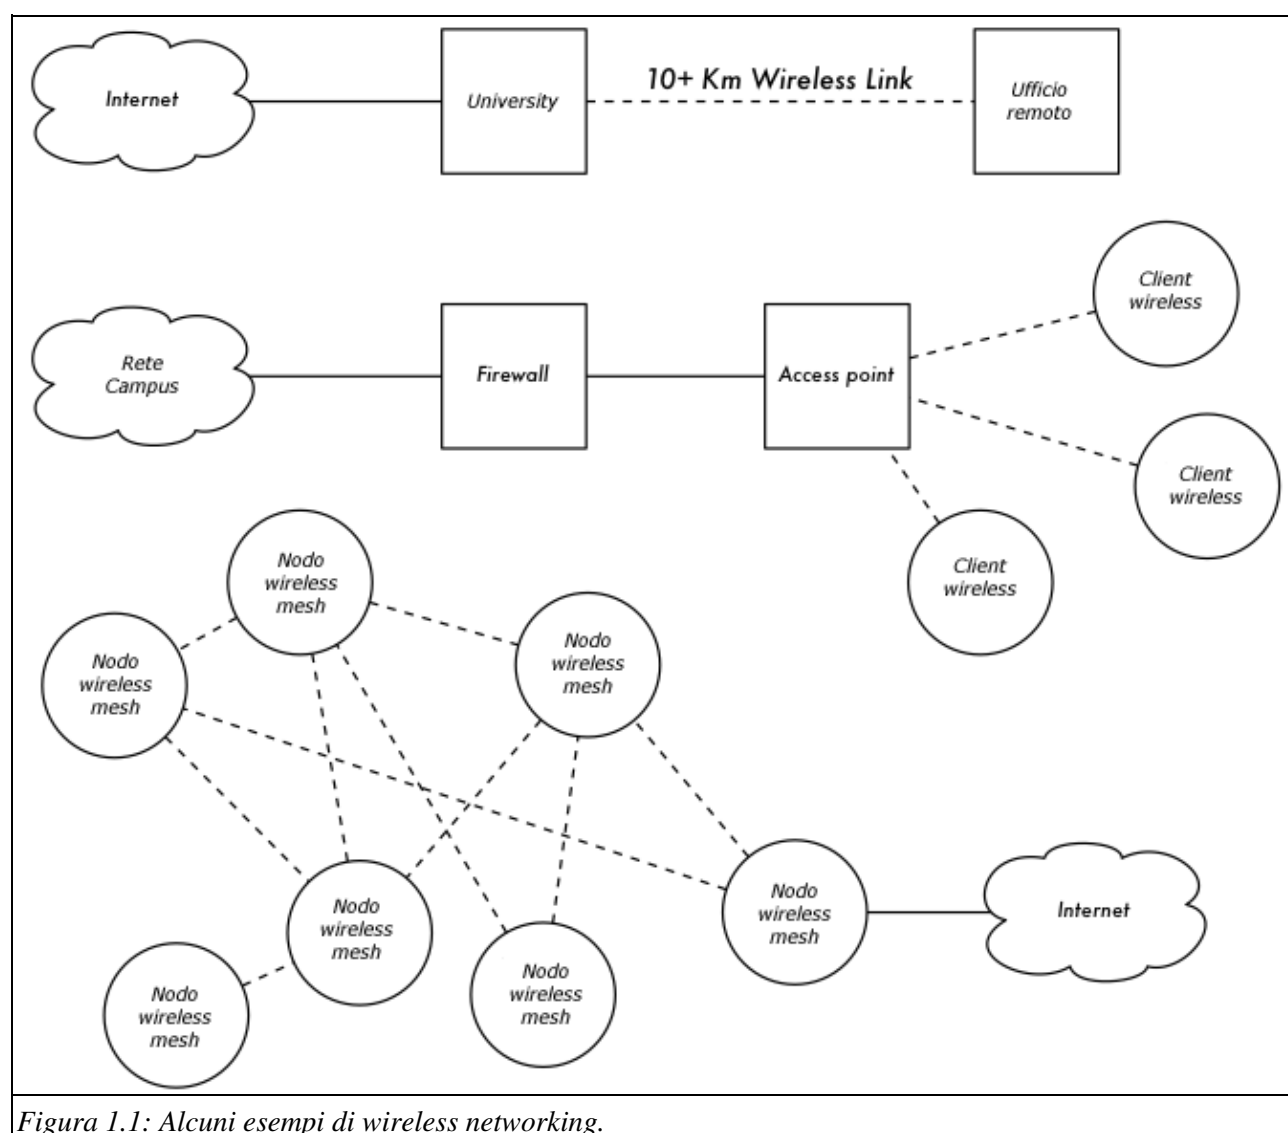 Internet
University
10+ Km Wireless Link
Ufficio
remoto
Rete
Campus
Firewall
Access point
Client
wireless
Client
wireless
Client
wireless
Nodo
wireless
mesh
Nodo
wireless
mesh
Nodo
wireless
mesh
Nodo
wireless
mesh
Nodo
wireless
mesh
Nodo
wireless
mesh
Nodo
wireless
mesh
Internet
Figura 1.1: Alcuni esempi di wireless networking.